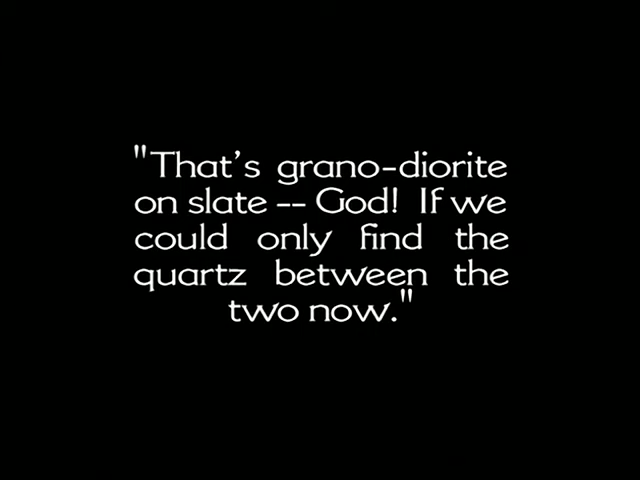 "That's grano-diorite
on slate -- God! If we
could only find the
quartz between the
two now."